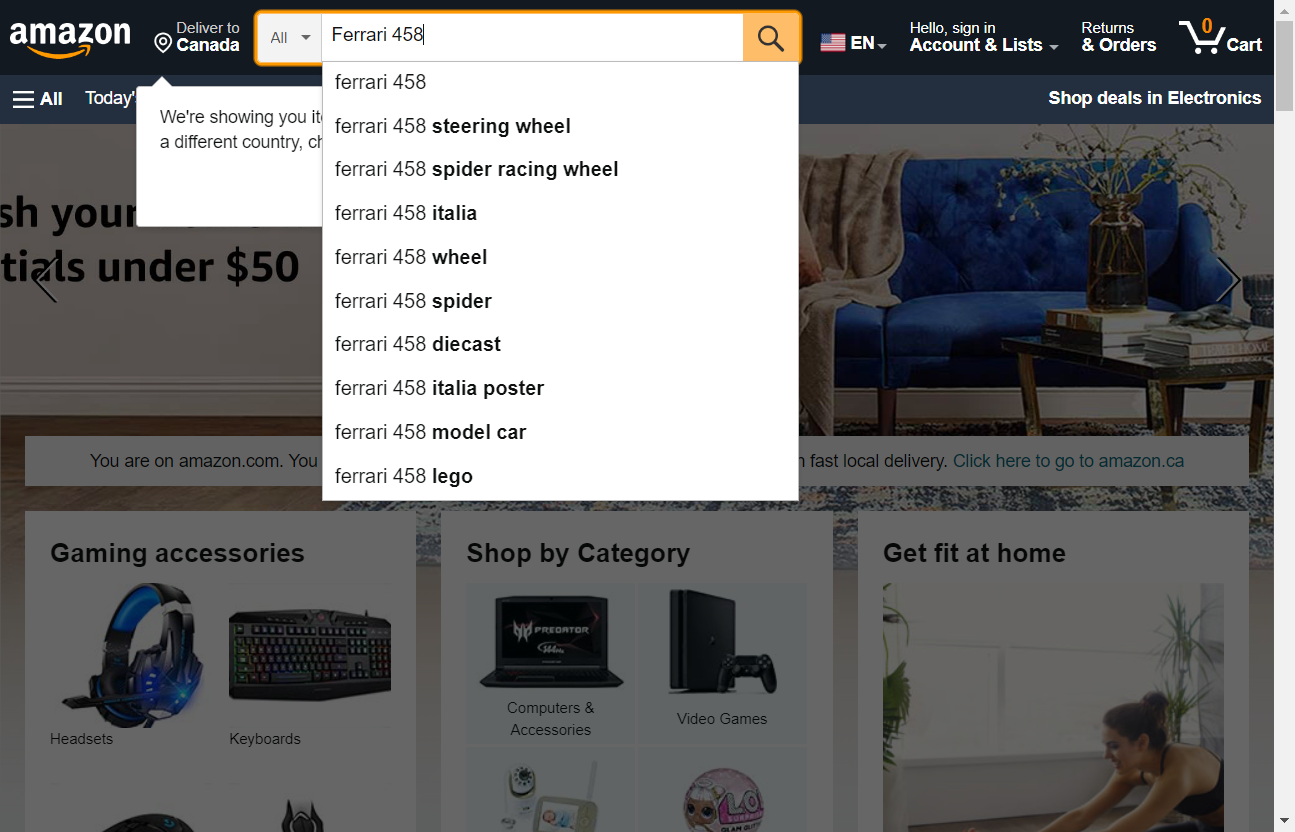 amazon
Deliver to
Canada
All
Ferrari 458
EN
Hello, sign in
Account & Lists
Returns
& Orders
0
Cart
All
Today'
Shop deals in Electronics
We're showing you
a different country,
ferrari 458
ferrari 458 steering wheel
ferrari 458 spider racing wheel
ferrari 458 italia
ferrari 458 wheel
ferrari 458 spider
ferrari 458 diecast
ferrari 458 italia poster
ferrari 458 model car
ferrari 458 lego
sh your
tials under $50
You are on amazon.com. You
fast local delivery. Click here to go to amazon.ca
Gaming accessories
Headsets
Keyboards
Shop by Category
PREDATOR
144Hz
Computers &
Accessories
Video Games
L.O.L
GLAM GLITTER
Get fit at home